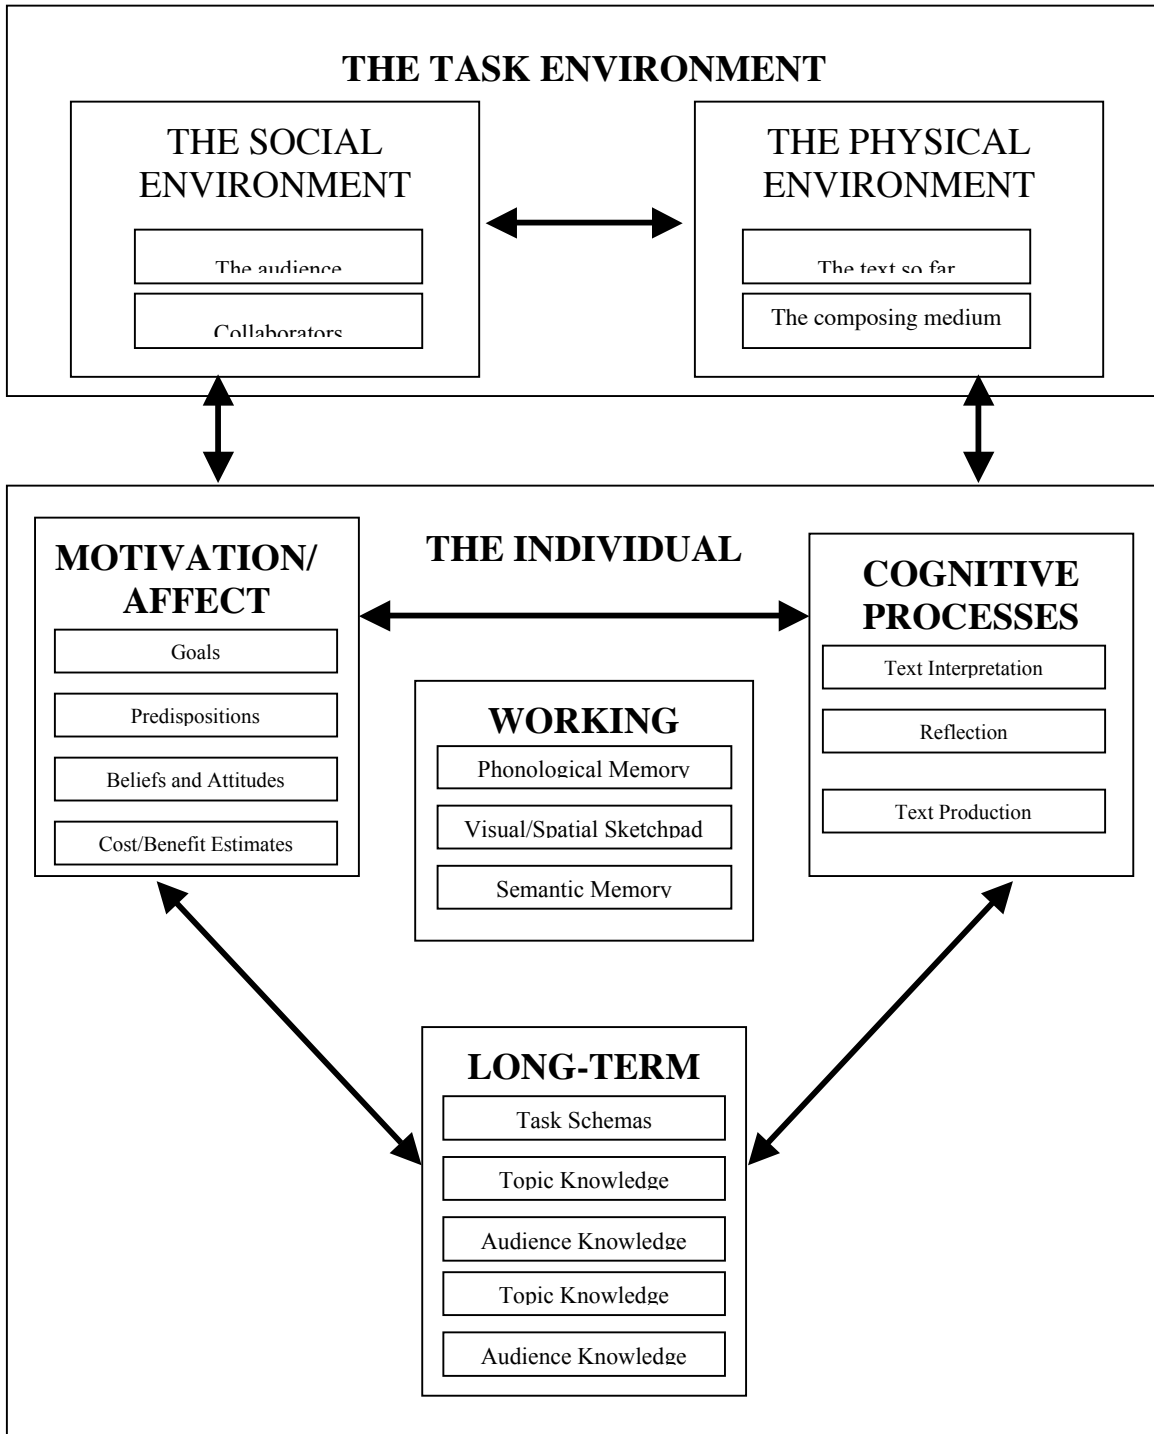 THE TASK ENVIRONMENT
THE SOCIAL
ENVIRONMENT
The audience
Collaborators
THE PHYSICAL
ENVIRONMENT
The text so far
The composing medium
THE INDIVIDUAL
MOTIVATION/
AFFECT
Goals
Predispositions
Beliefs and Attitudes
Cost/Benefit Estimates
WORKING
Phonological Memory
Visual/Spatial Sketchpad
Semantic Memory
COGNITIVE
PROCESSES
Text Interpretation
Reflection
Text Production
LONG-TERM
Task Schemas
Topic Knowledge
Audience Knowledge
Topic Knowledge
Audience Knowledge